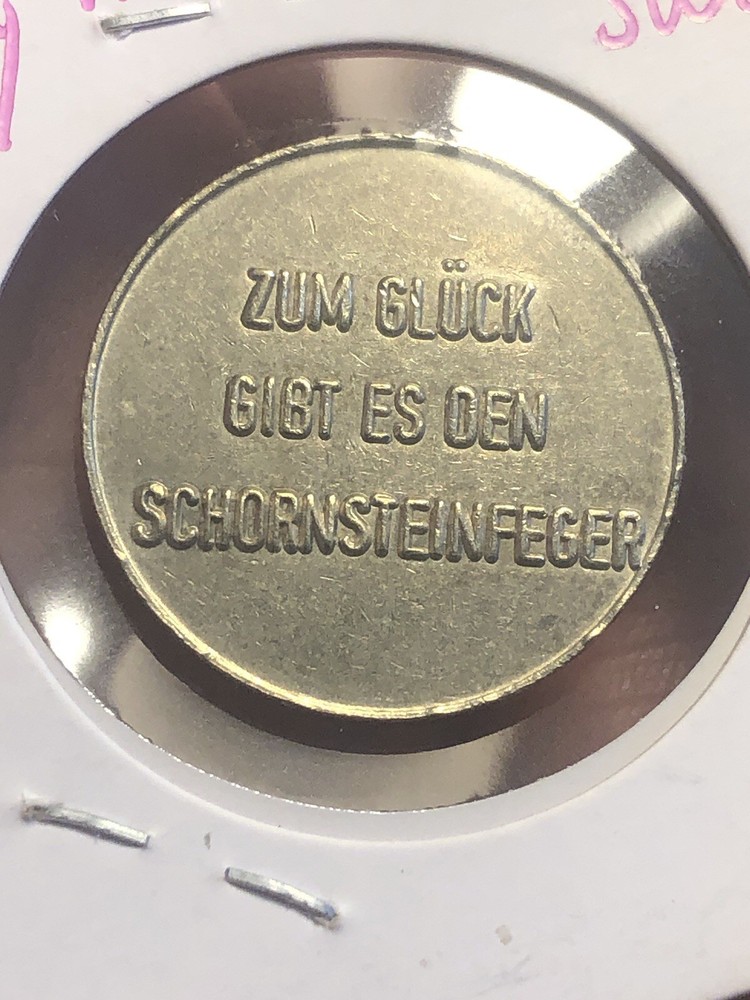 ZUM GLÜCK
GIBT ES DEN
SCHORNSTEINFEGER